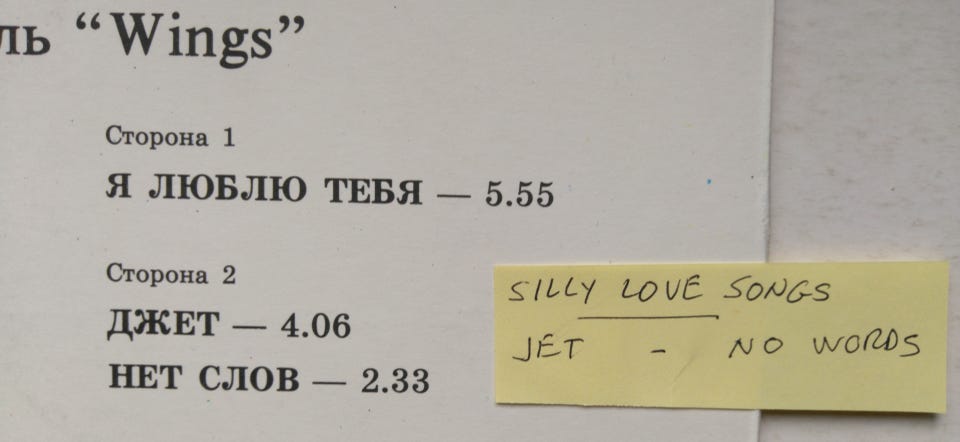 ль “Wings”
Сторона 1
Я ЛЮБЛЮ ТЕБЯ — 5.55
Сторона 2
ДЖЕТ — 4.06
НЕТ СЛОВ — 2.33
SILLY LOVE SONGS
JET - NO WORDS